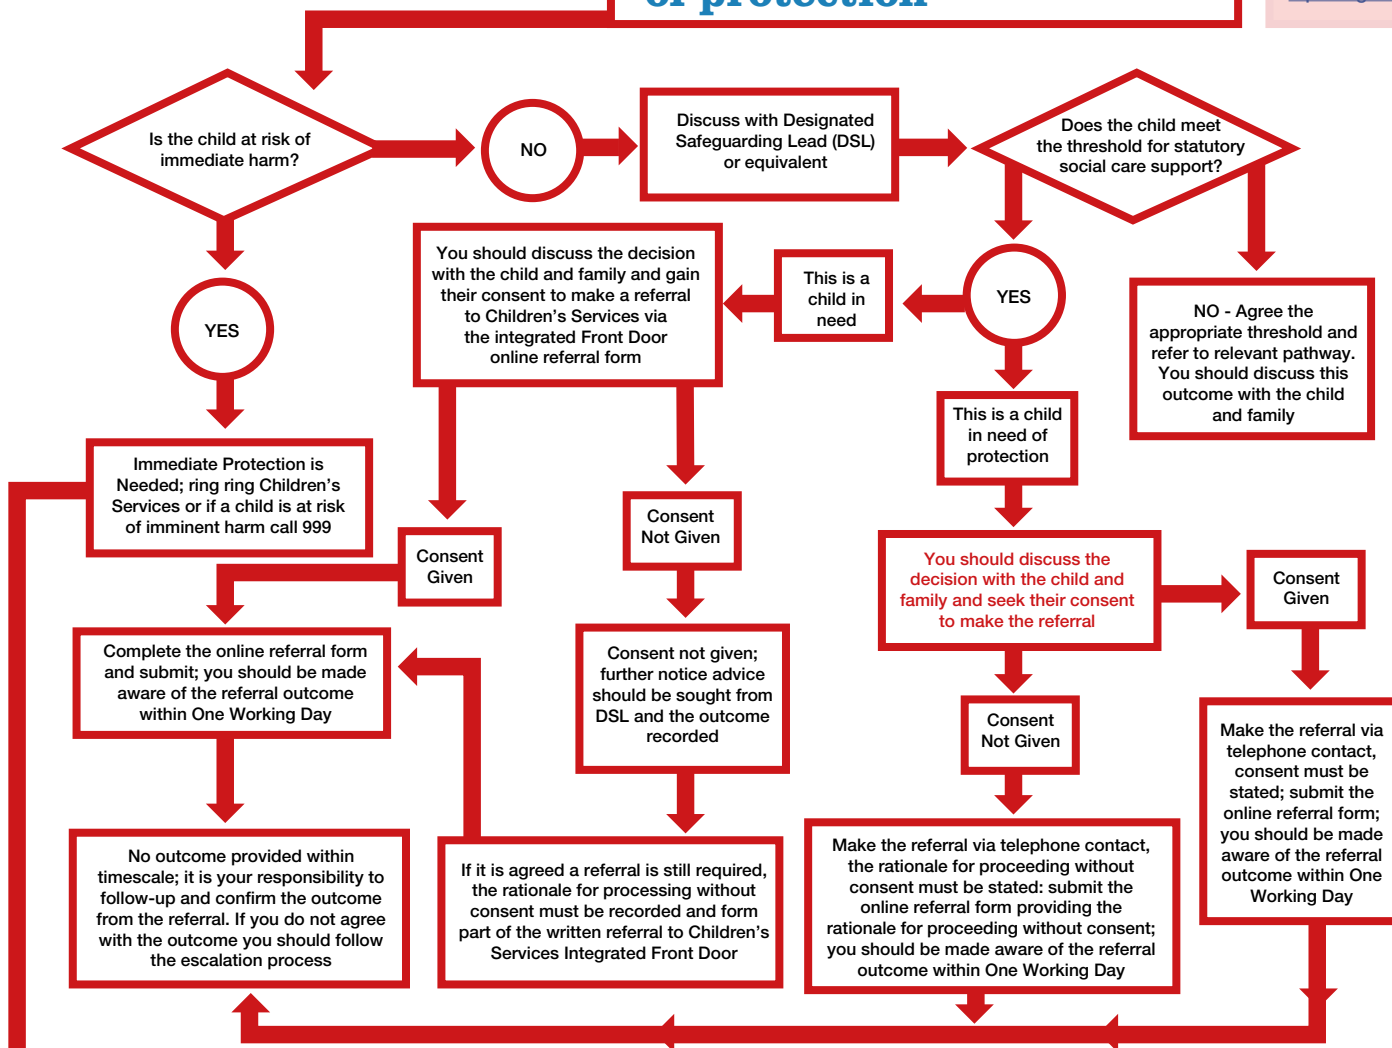 or protection
Is the child at risk of
immediate harm?
NO
Discuss with Designated
Safeguarding Lead (DSL)
or equivalent
Does the child meet
the threshold for statutory
social care support?
YES
You should discuss the decision
with the child and family and gain
their consent to make a referral
to Children's Services via
the integrated Front Door
online referral form
This is a
child in
need
YES
NO - Agree the
appropriate threshold and
refer to relevant pathway.
You should discuss this
outcome with the child
and family
This is a child
in need of
protection
Immediate Protection is
Needed; ring ring Children's
Services or if a child is at risk
of imminent harm call 999
Consent
Given
Consent
Not Given
You should discuss the
decision with the child and
family and seek their consent
to make the referral
Consent
Given
Complete the online referral form
and submit; you should be made
aware of the referral outcome
within One Working Day
Consent not given;
further notice advice
should be sought from
DSL and the outcome
recorded
Consent
Not Given
Make the referral via
telephone contact,
consent must be
stated; submit the
online referral form;
you should be made
aware of the referral
outcome within One
Working Day
No outcome provided within
timescale; it is your responsibility to
follow-up and confirm the outcome
from the referral. If you do not agree
with the outcome you should follow
the escalation process
If it is agreed a referral is still required,
the rationale for processing without
consent must be recorded and form
part of the written referral to Children's
Services Integrated Front Door
Make the referral via telephone contact,
the rationale for proceeding without
consent must be stated: submit the
online referral form providing the
rationale for proceeding without consent;
you should be made aware of the referral
outcome within One Working Day